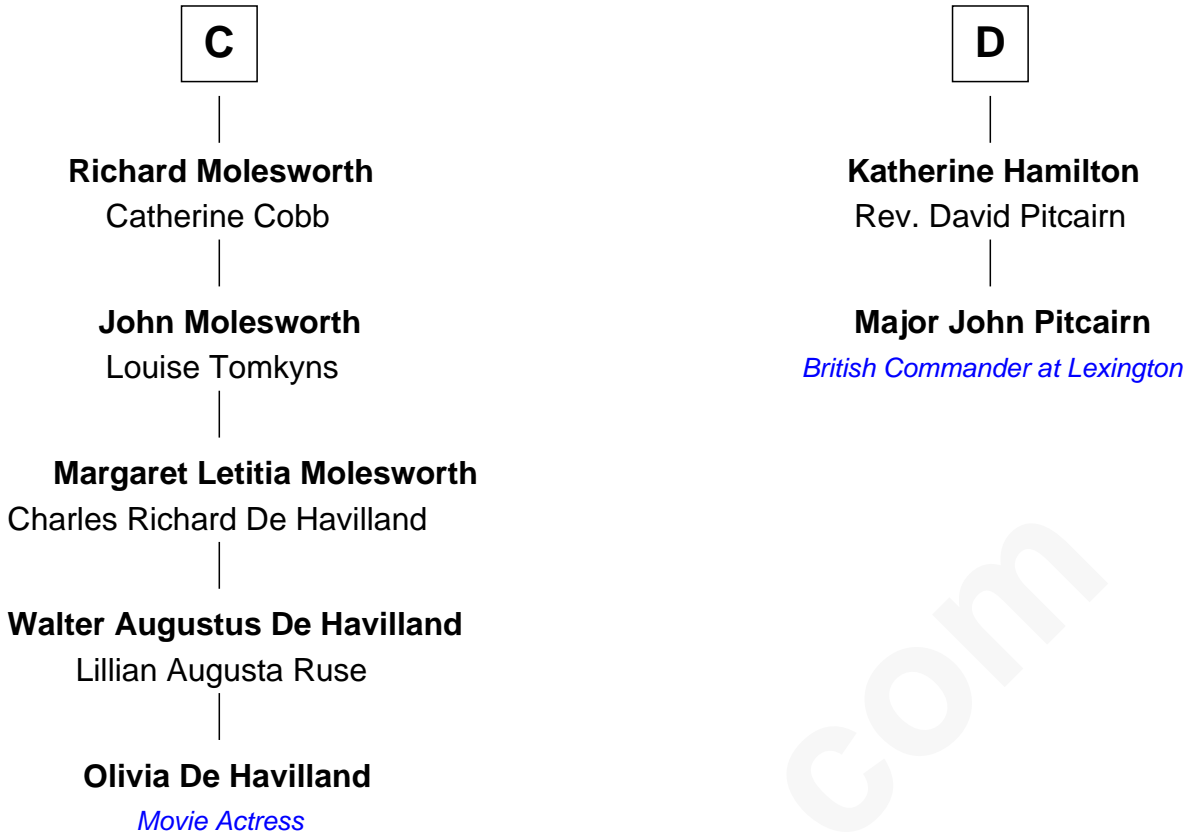 C
Richard Molesworth
Catherine Cobb
John Molesworth
Louise Tomkyns
Margaret Letitia Molesworth
Charles Richard De Havilland
Walter Augustus De Havilland
Lillian Augusta Ruse
Olivia De Havilland
Movie Actress
D
Katherine Hamilton
Rev. David Pitcairn
Major John Pitcairn
British Commander at Lexington
com